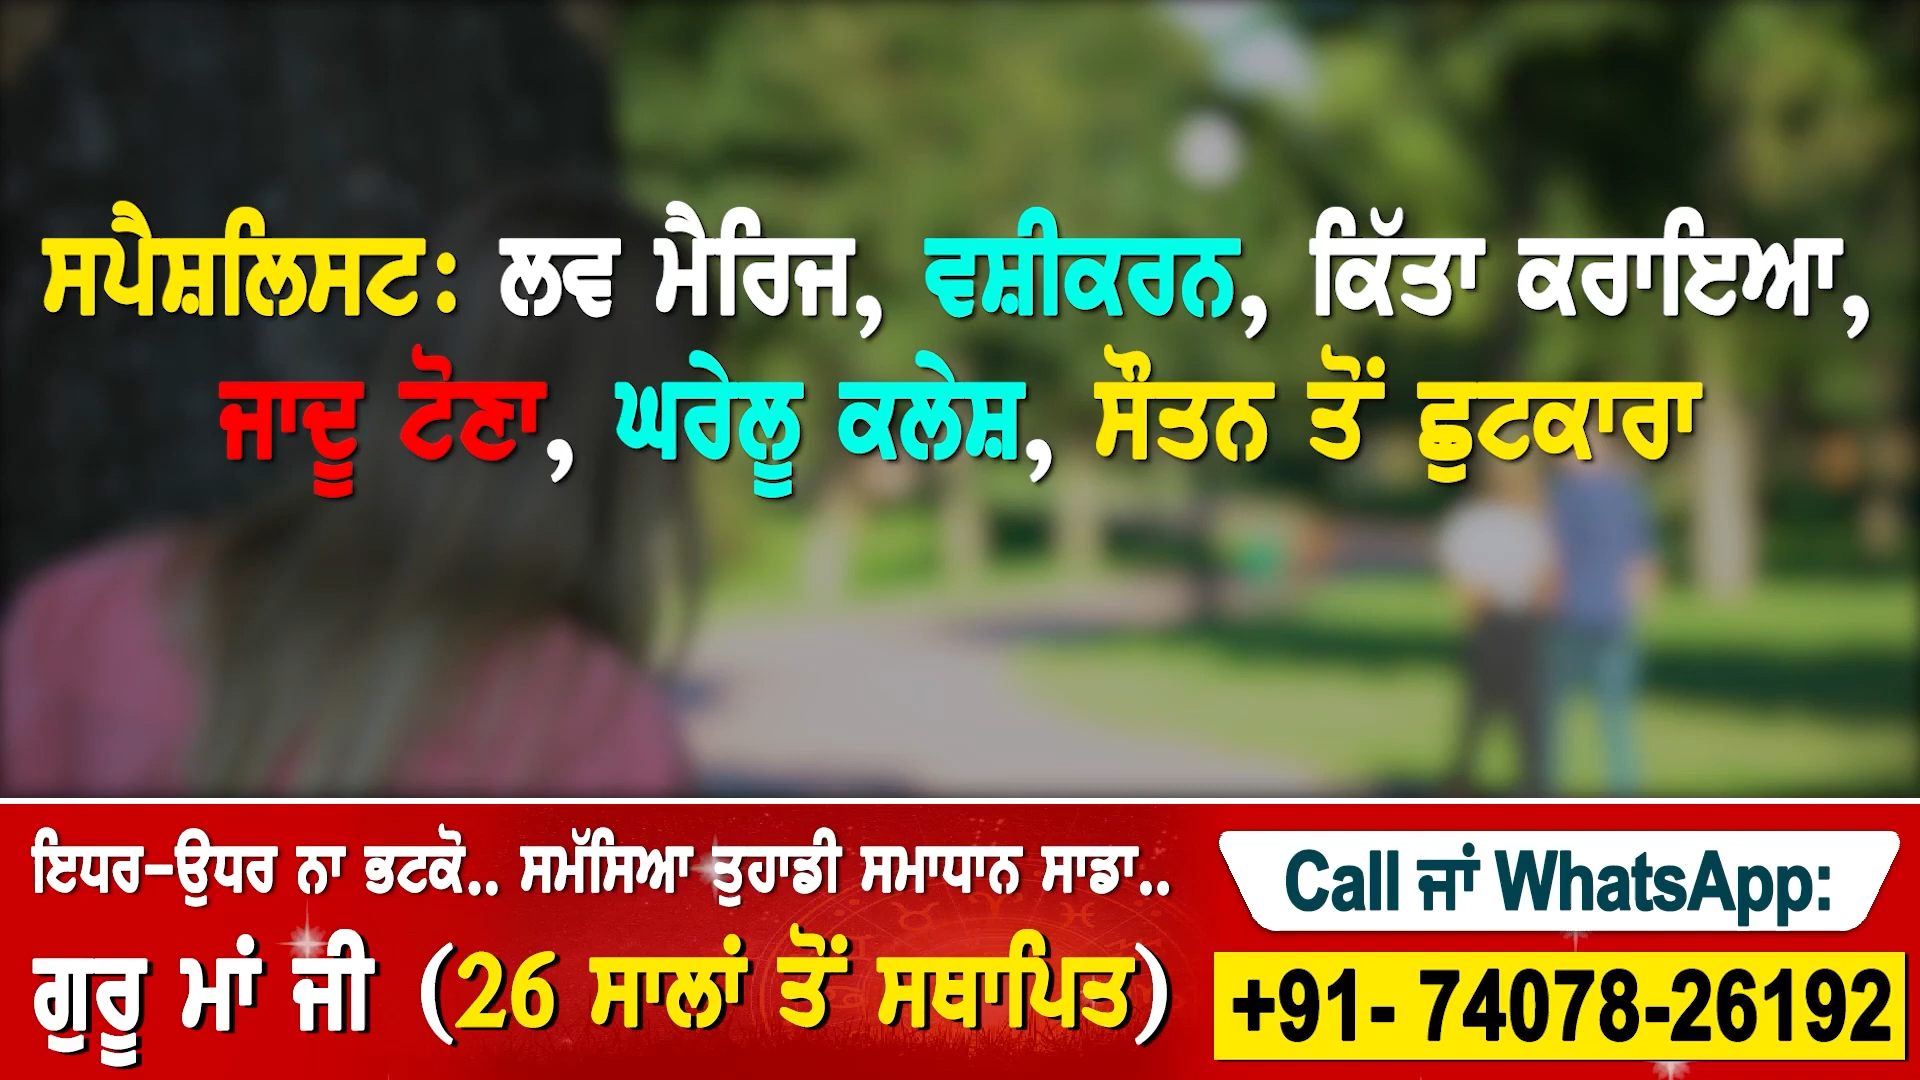 ਸਪੈਸ਼ਲਿਸਟ: ਲਵ ਮੈਰਿਜ, ਵਸ਼ੀਕਰਨ, ਕਿੱਤਾ ਕਰਾਇਆ,
ਜਾਦੂ ਟੋਣਾ, ਘਰੇਲੂ ਕਲੇਸ਼, ਸੌਤਨ ਤੋਂ ਛੁਟਕਾਰਾ
ਇਧਰ-ਉਧਰ ਨਾ ਭਟਕੋ.. ਸਮੱਸਿਆ ਤੁਹਾਡੀ ਸਮਾਧਾਨ ਸਾਡਾ..
ਗੁਰੂ ਮਾਂ ਜੀ (26 ਸਾਲਾਂ ਤੋਂ ਸਥਾਪਿਤ)
Call ਜਾਂ WhatsApp:
+91- 74078-26192